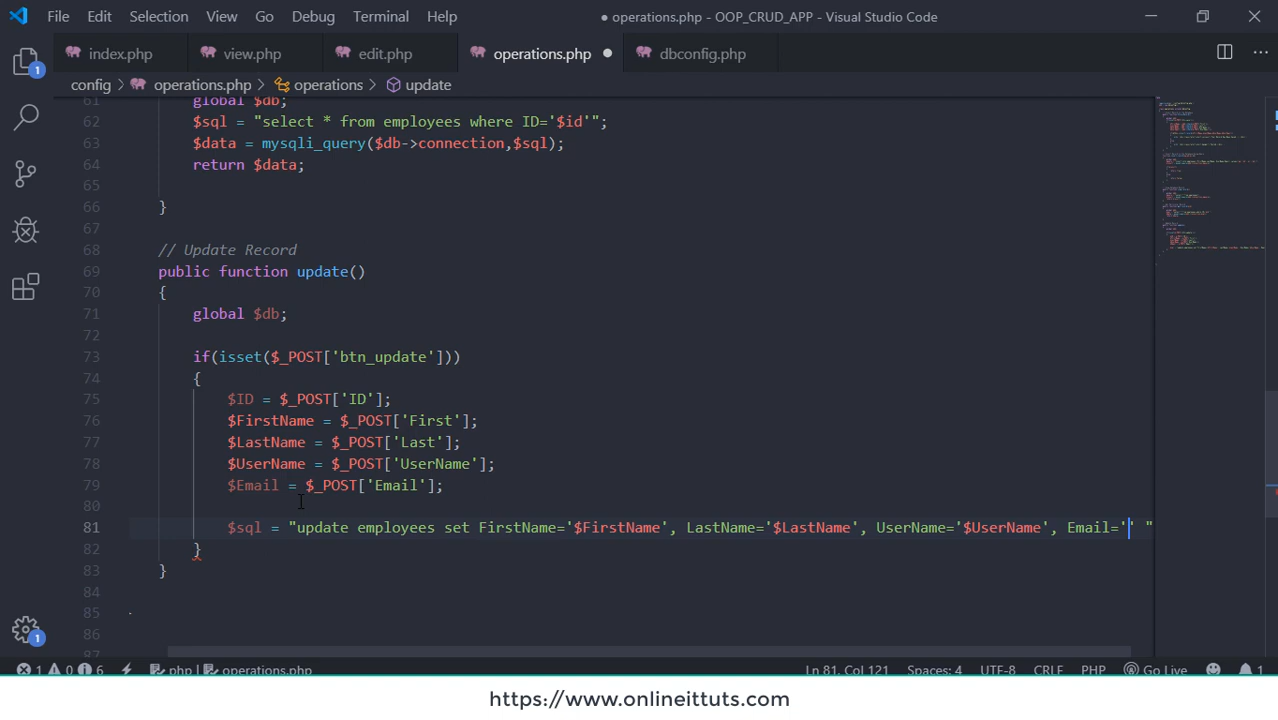 File Edit Selection View Go Debug Terminal Help
● operations.php - OOP_CRUD_APP - Visual Studio Code
index.php view.php edit.php operations.php ● dbconfig.php
config > operations.php > operations > update
61 global $db;
62 $sql = "select * from employees where ID='$id'";
63 $data = mysqli_query($db->connection,$sql);
64 return $data;
65
66 }
67
68 // Update Record
69 public function update()
70 {
71 global $db;
72
73 if(isset($_POST['btn_update']))
74 {
75 $ID = $_POST['ID'];
76 $FirstName = $_POST['First'];
77 $LastName = $_POST['Last'];
78 $UserName = $_POST['UserName'];
79 $Email = $_POST['Email'];
80
81 $sql = "update employees set FirstName='$FirstName', LastName='$LastName', UserName='$UserName', Email='' "
82 }
83 }
84
85
86
87
1 0 6 php operations.php Ln 81, Col 121 Spaces: 4 UTF-8 CRLF PHP Go Live 1
https://www.onlineittuts.com